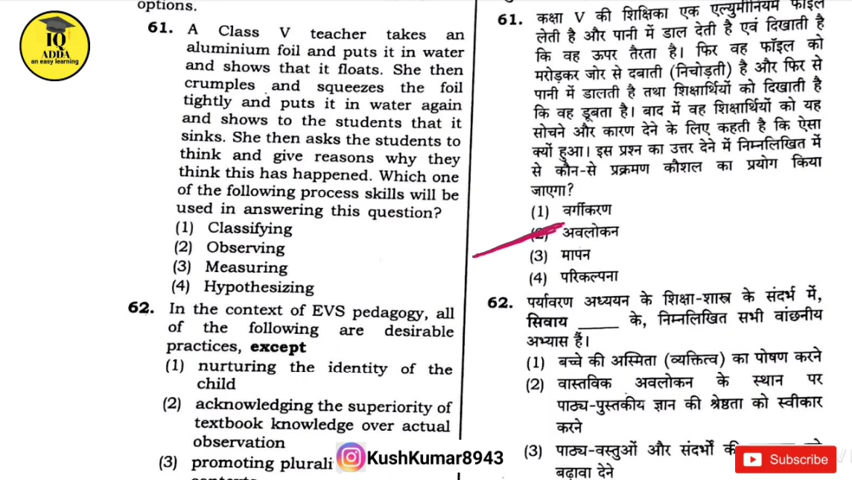 options.
61. A Class V teacher takes an
aluminium foil and puts it in water
and shows that it floats. She then
crumples and squeezes the foil
tightly and puts it in water again
and shows to the students that it
sinks. She then asks the students to
think and give reasons why they
think this has happened. Which one
of the following process skills will be
used in answering this question?
(1) Classifying
(2) Observing
(3) Measuring
(4) Hypothesizing
62. In the context of EVS pedagogy, all
of the following are desirable
practices, except
(1) nurturing the identity of the
child
(2) acknowledging the superiority of
textbook knowledge over actual
observation
(3) promoting plurali
61. कक्षा V की शिक्षिका एक एल्युमीनियम फॉइल
लेती है और पानी में डाल देती है एवं दिखाती है
कि वह ऊपर तैरता है। फिर वह फॉइल को
मरोड़कर जोर से दबाती (निचोड़ती) है और फिर से
पानी में डालती है तथा शिक्षार्थियों को दिखाती है
कि वह डूबता है। बाद में वह शिक्षार्थियों को यह
सोचने और कारण देने के लिए कहती है कि ऐसा
क्यों हुआ। इस प्रश्न का उत्तर देने में निम्नलिखित में
से कौन-से प्रक्रमण कौशल का प्रयोग किया
जाएगा?
(1) वर्गीकरण
(2) अवलोकन
(3) मापन
(4) परिकल्पना
62. पर्यावरण अध्ययन के शिक्षा-शास्त्र के संदर्भ में,
सिवाय _____ के, निम्नलिखित सभी वांछनीय
अभ्यास हैं।
(1) बच्चे की अस्मिता (व्यक्तित्व) का पोषण करने
(2) वास्तविक अवलोकन के स्थान पर
पाठ्य-पुस्तकीय ज्ञान की श्रेष्ठता को स्वीकार
करने
(3) पाठ्य-वस्तुओं और संदर्भों की
बढ़ावा देने
IQ
ADDA
an easy learning
KushKumar8943
Subscribe